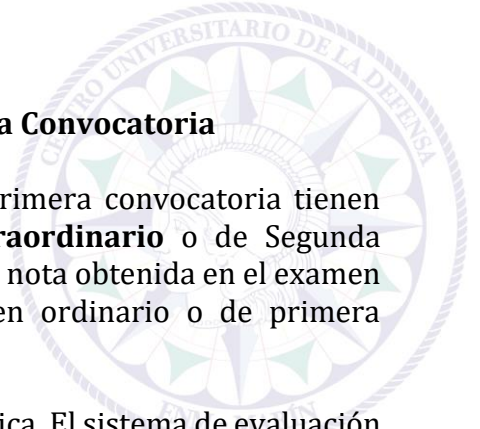 CENTRO UNIVERSITARIO DE LA DEFENSA
a Convocatoria
rimera convocatoria tienen
raordinario o de Segunda
nota obtenida en el examen
en ordinario o de primera
ica. El sistema de evaluación